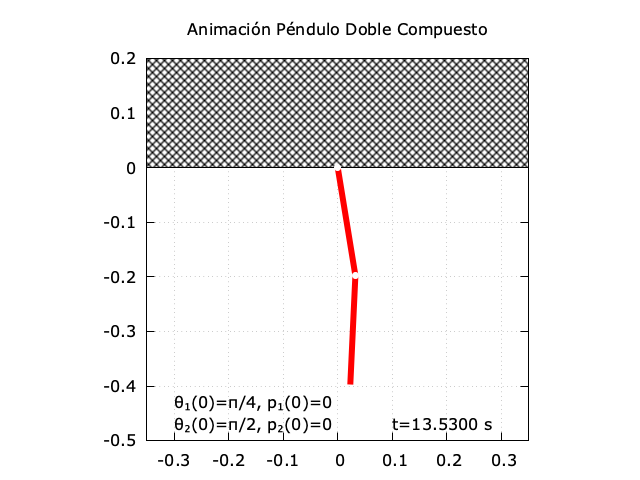 Animación Péndulo Doble Compuesto
0.2
0.1
0
-0.1
-0.2
-0.3
-0.4
-0.5
θ₁(0)=π/4, p₁(0)=0
θ₂(0)=π/2, p₂(0)=0 t=13.5300 s
-0.3 -0.2 -0.1 0 0.1 0.2 0.3